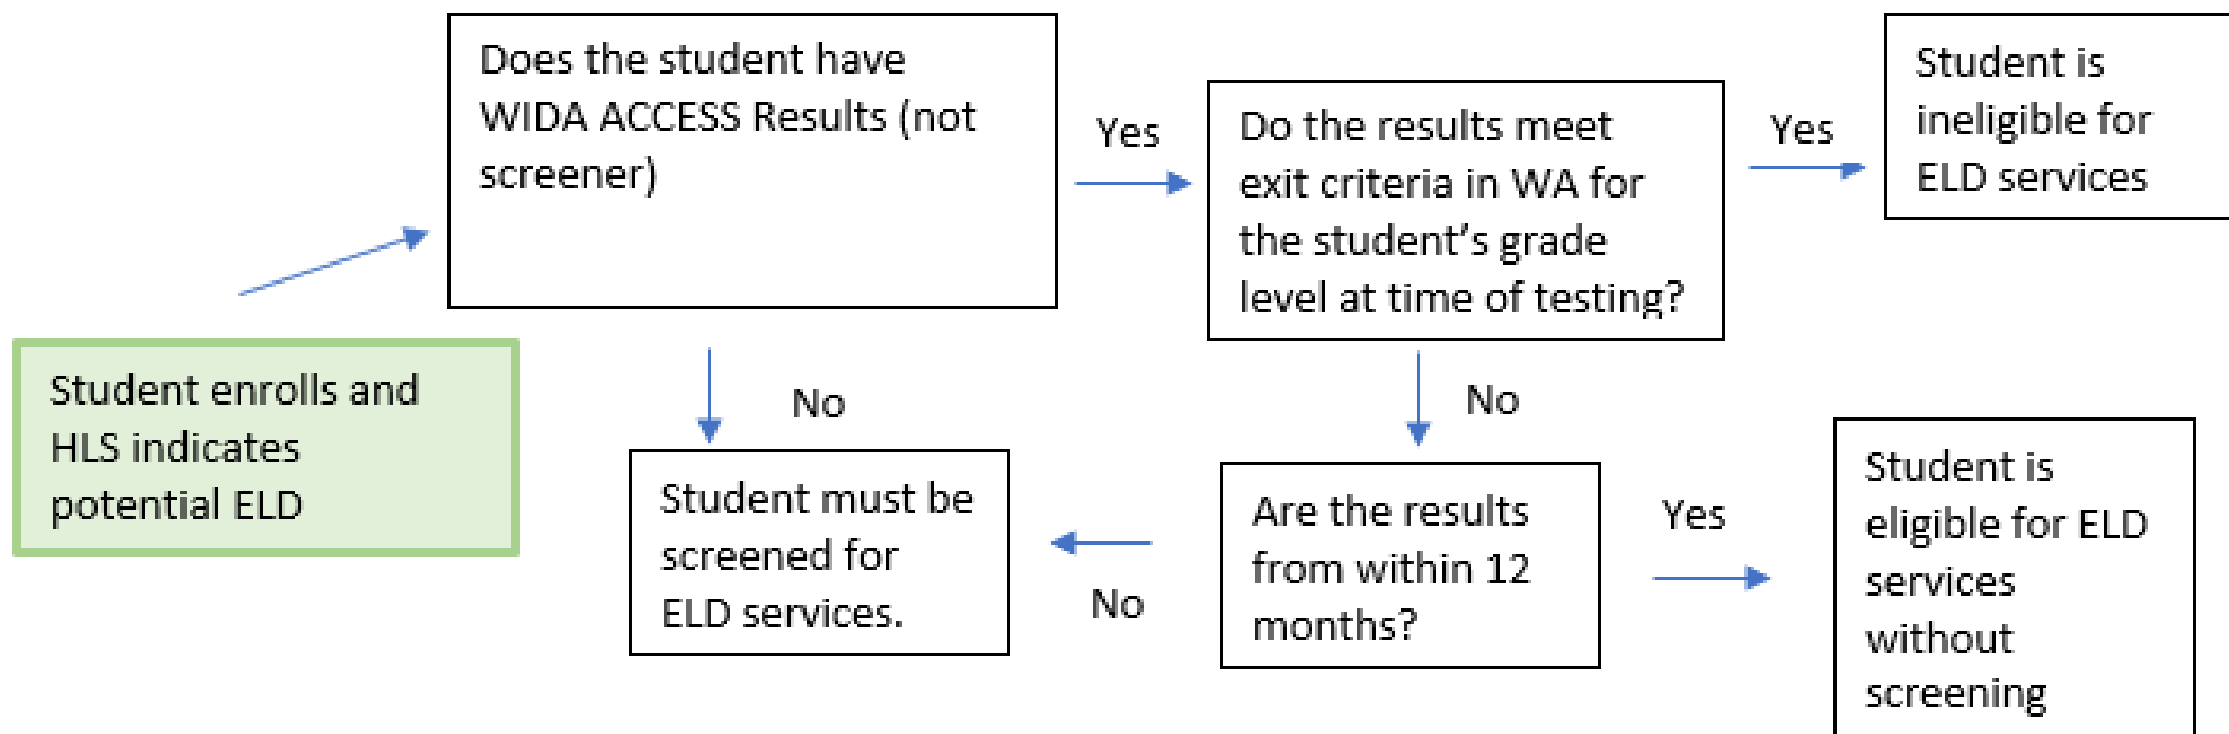 Does the student have
WIDA ACCESS Results (not
screener)
Yes
Do the results meet
exit criteria in WA for
the student's grade
level at time of testing?
Yes
Student is
ineligible for
ELD services
Student enrolls and
HLS indicates
potential ELD
No
No
Student must be
screened for
ELD services.
No
Are the results
from within 12
months?
Yes
Student is
eligible for ELD
services
without
screening